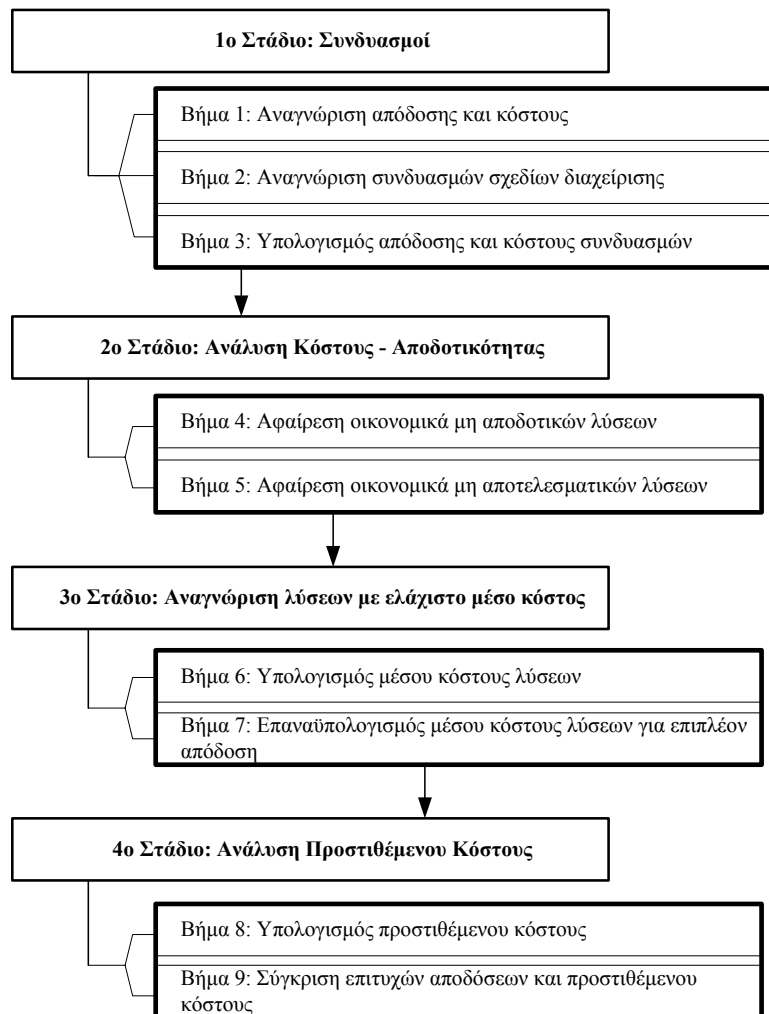 1ο Στάδιο: Συνδυασμοί
Βήμα 1: Αναγνώριση απόδοσης και κόστους
Βήμα 2: Αναγνώριση συνδυασμών σχεδίων διαχείρισης
Βήμα 3: Υπολογισμός απόδοσης και κόστους συνδυασμών
2ο Στάδιο: Ανάλυση Κόστους - Αποδοτικότητας
Βήμα 4: Αφαίρεση οικονομικά μη αποδοτικών λύσεων
Βήμα 5: Αφαίρεση οικονομικά μη αποτελεσματικών λύσεων
3ο Στάδιο: Αναγνώριση λύσεων με ελάχιστο μέσο κόστος
Βήμα 6: Υπολογισμός μέσου κόστους λύσεων
Βήμα 7: Επαναϋπολογισμός μέσου κόστους λύσεων για επιπλέον
απόδοση
4ο Στάδιο: Ανάλυση Προστιθέμενου Κόστους
Βήμα 8: Υπολογισμός προστιθέμενου κόστους
Βήμα 9: Σύγκριση επιτυχών αποδόσεων και προστιθέμενου
κόστους